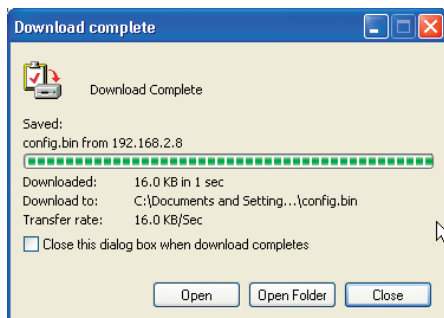 Download complete
Download Complete
Saved:
config.bin from 192.168.2.8
Downloaded: 16.0 KB in 1 sec
Download to: C:\Documents and Setting...\config.bin
Transfer rate: 16.0 KB/Sec
Close this dialog box when download completes
Open Open Folder Close